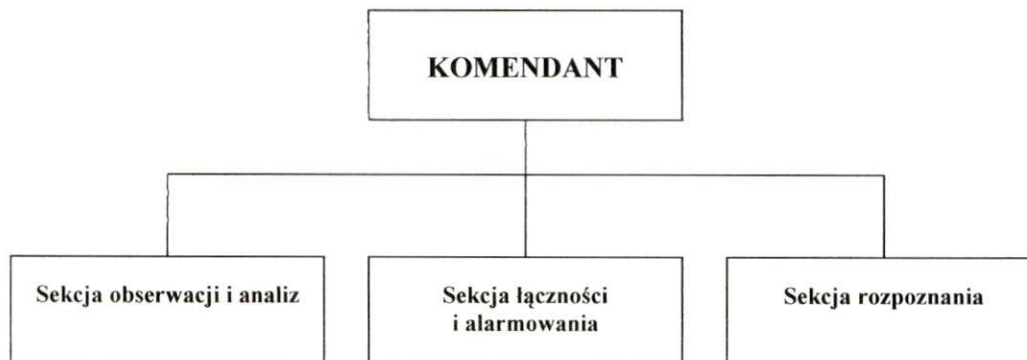 KOMENDANT
Sekcja obserwacji i analiz
Sekcja łączności
i alarmowania
Sekcja rozpoznania